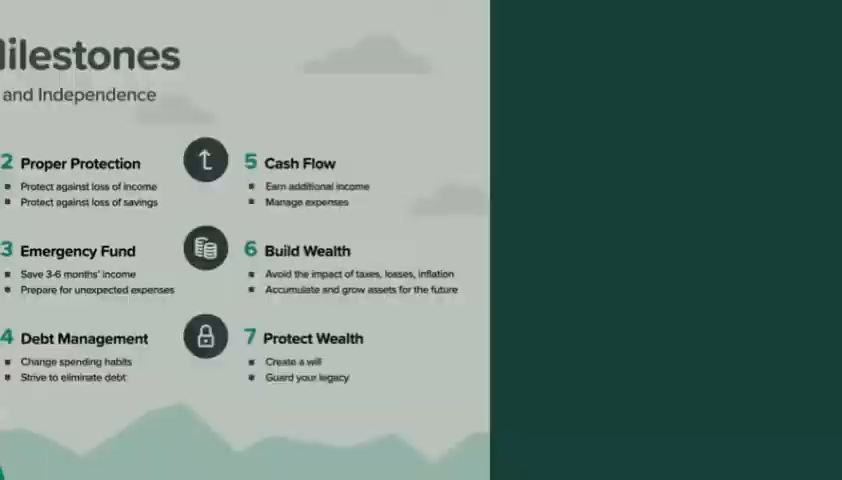 ilestones
and Independence
2 Proper Protection
Protect against loss of income
Protect against loss of savings
3 Emergency Fund
Save 3-6 months' income
Prepare for unexpected expenses
4 Debt Management
Change spending habits
Strive to eliminate debt
5 Cash Flow
Earn additional income
Manage expenses
6 Build Wealth
Avoid the impact of taxes, losses, inflation
Accumulate and grow assets for the future
7 Protect Wealth
Create a will
Guard your legacy